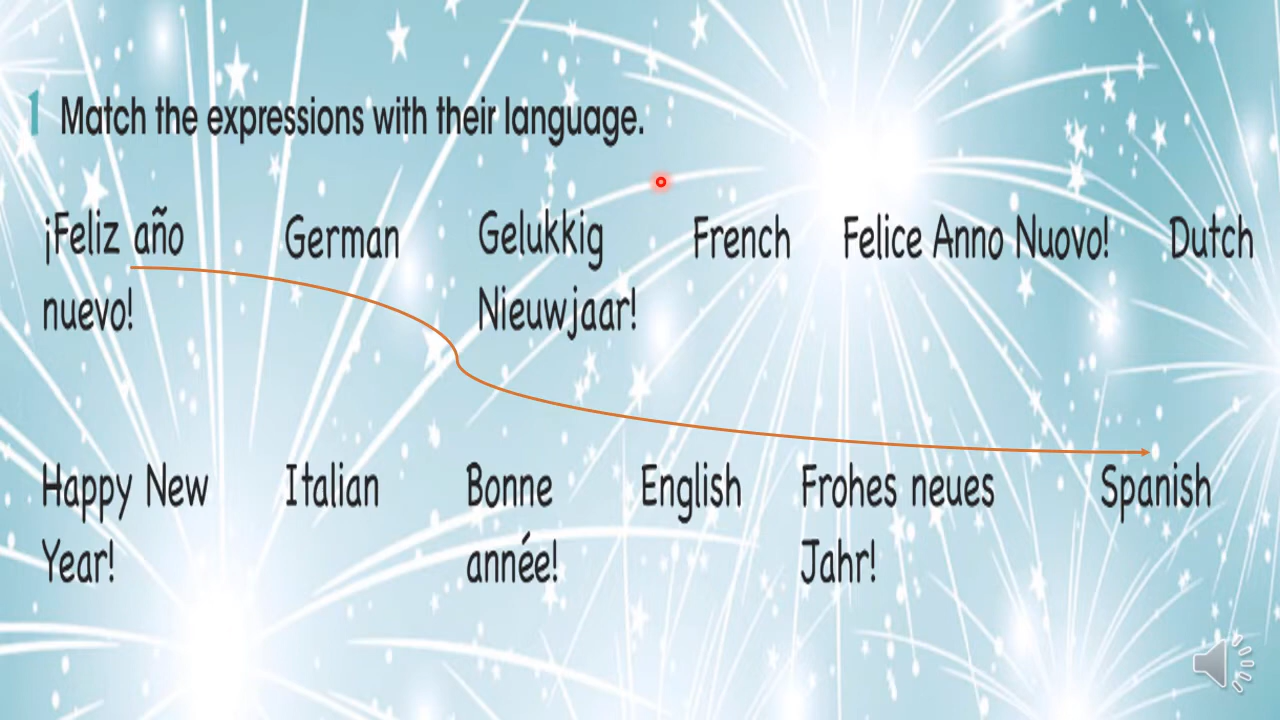 1 Match the expressions with their language.
¡Feliz año German Gelukkig French Felice Anno Nuovo! Dutch
nuevo! Nieuwjaar!
Happy New Italian Bonne English Frohes neues Spanish
Year! année! Jahr!